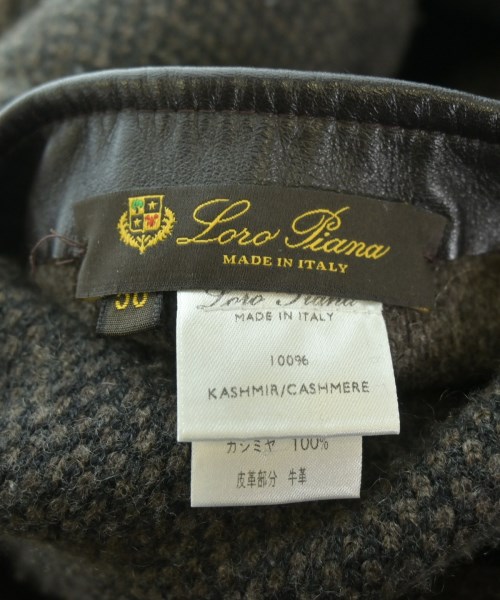 Loro Piana
MADE IN ITALY
50
Loro Piana
MADE IN ITALY
100%
KASHMIR/CASHMERE
カシミヤ 100%
皮革部分 牛革